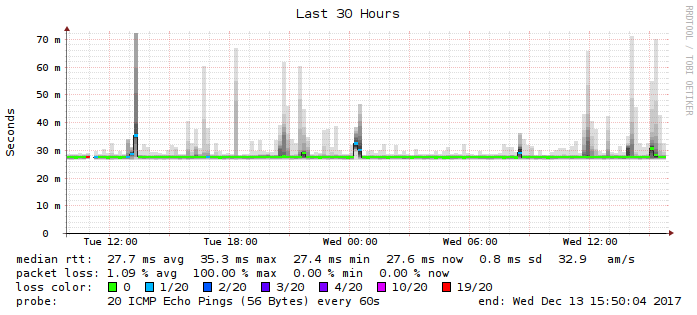 Last 30 Hours
RRDTOOL / TOBI OETIKER
Seconds
70 m
60 m
50 m
40 m
30 m
20 m
10 m
0
Tue 12:00 Tue 18:00 Wed 00:00 Wed 06:00 Wed 12:00
median rtt: 27.7 ms avg 35.3 ms max 27.4 ms min 27.6 ms now 0.8 ms sd 32.9 am/s
packet loss: 1.09 % avg 100.00 % max 0.00 % min 0.00 % now
loss color: 0 1/20 2/20 3/20 4/20 10/20 19/20
probe: 20 ICMP Echo Pings (56 Bytes) every 60s end: Wed Dec 13 15:50:04 2017